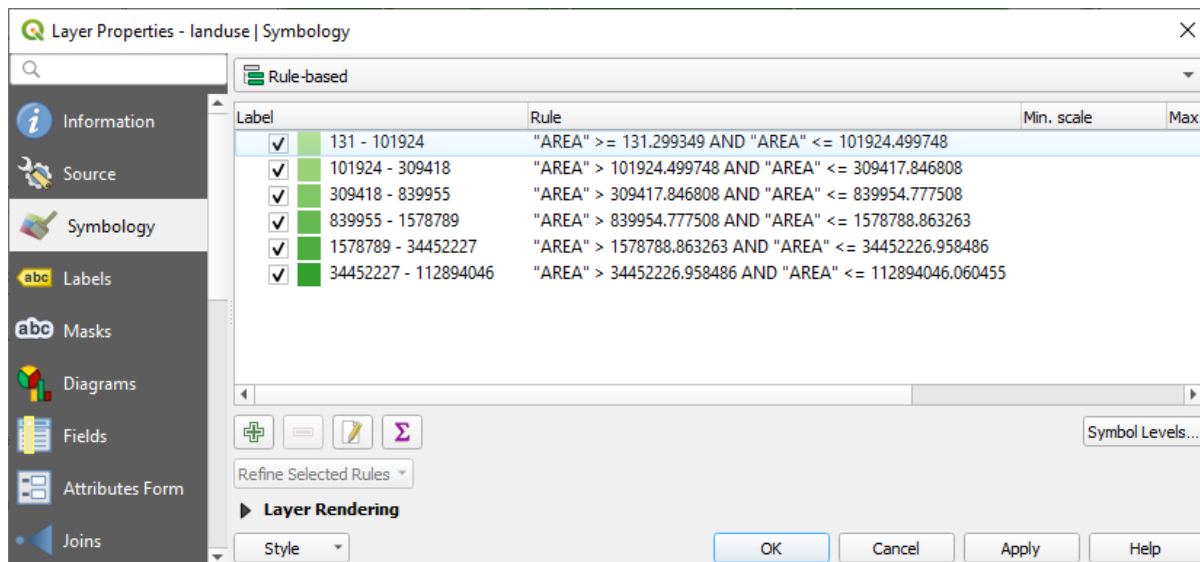 Layer Properties - landuse | Symbology
Rule-based
Information
Source
Symbology
abc Labels
abc Masks
Diagrams
Fields
Attributes Form
Joins
Label Rule Min. scale Max
131 - 101924 "AREA" >= 131.299349 AND "AREA" <= 101924.499748
101924 - 309418 "AREA" > 101924.499748 AND "AREA" <= 309417.846808
309418 - 839955 "AREA" > 309417.846808 AND "AREA" <= 839954.777508
839955 - 1578789 "AREA" > 839954.777508 AND "AREA" <= 1578788.863263
1578789 - 34452227 "AREA" > 1578788.863263 AND "AREA" <= 34452226.958486
34452227 - 112894046 "AREA" > 34452226.958486 AND "AREA" <= 112894046.060455
Σ
Symbol Levels...
Refine Selected Rules
Layer Rendering
Style OK Cancel Apply Help